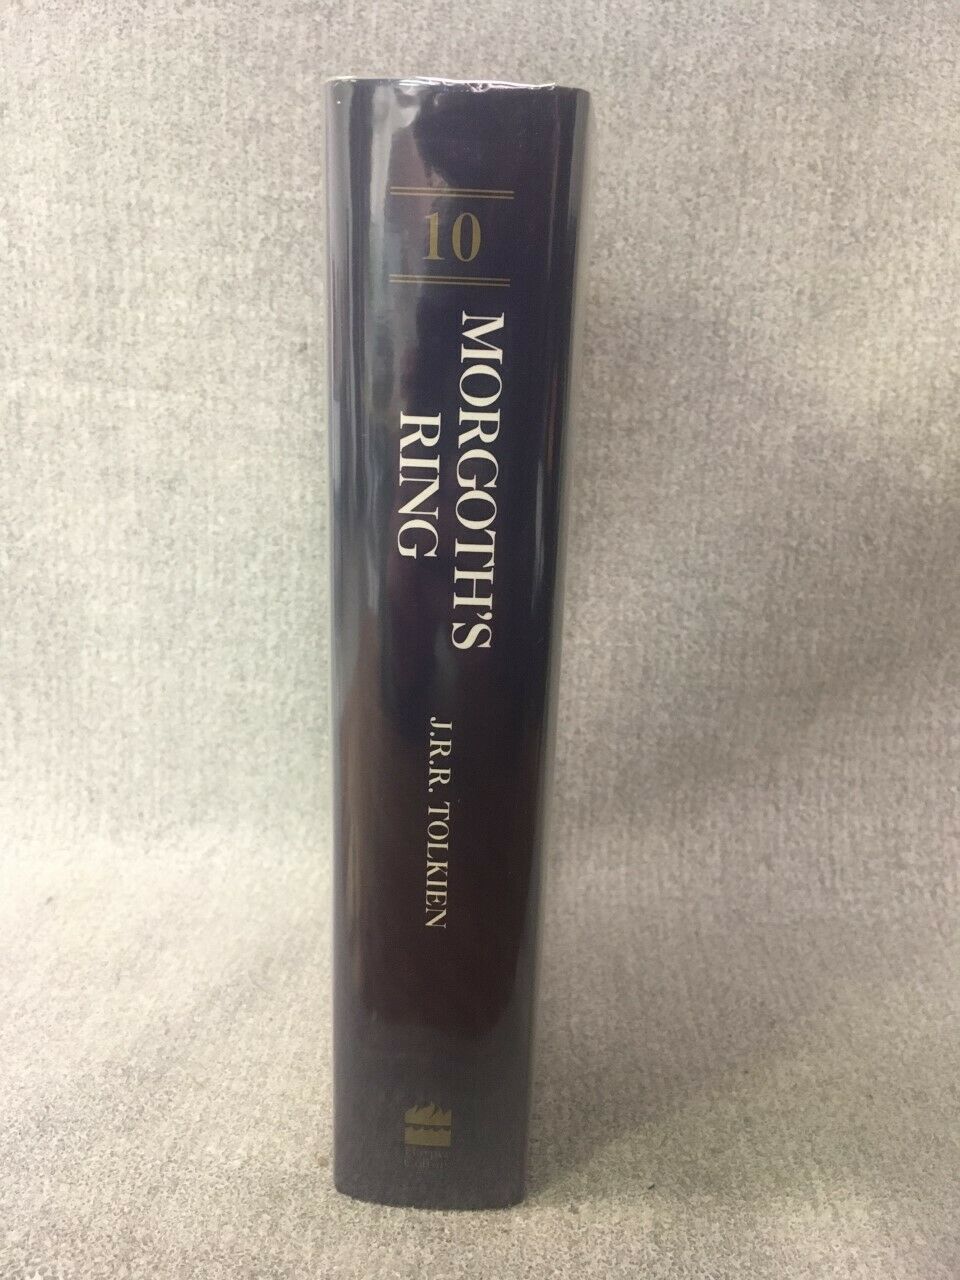 10
MORGOTH'S
RING
J.R.R. TOLKIEN